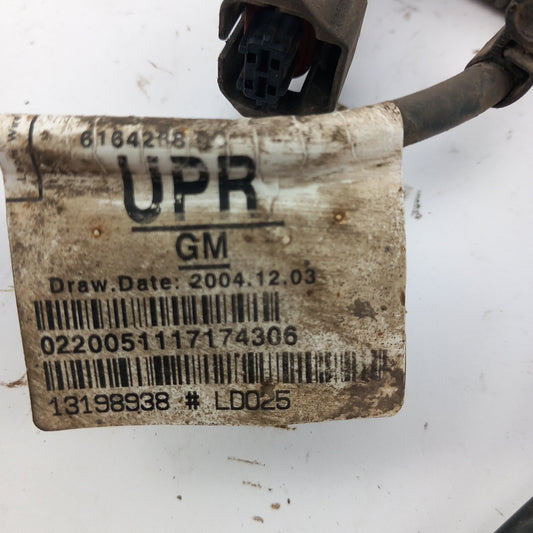 UPR
GM
Draw.Date: 2004.12.03
0220051117174306
13198938 # LD025